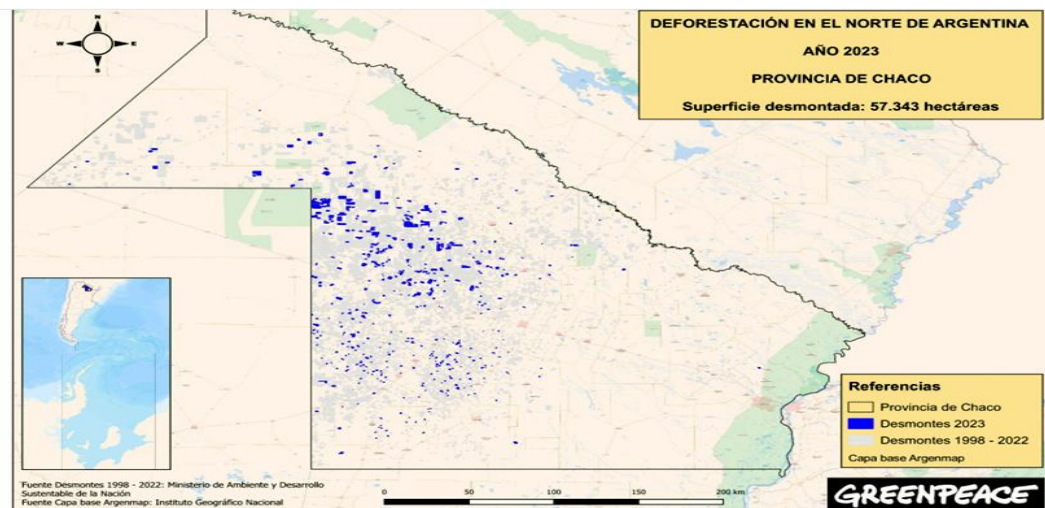 N
W E
S
DEFORESTACIÓN EN EL NORTE DE ARGENTINA
AÑO 2023
PROVINCIA DE CHACO
Superficie desmontada: 57.343 hectáreas
Referencias
Provincia de Chaco
Desmontes 2023
Desmontes 1998 - 2022
Capa base Argenmap
Fuente Desmontes 1998 - 2022: Ministerio de Ambiente y Desarrollo
Sustentable de la Nación
Fuente Capa base Argenmap: Instituto Geográfico Nacional
0 50 100 150 200 km
GREENPEACE